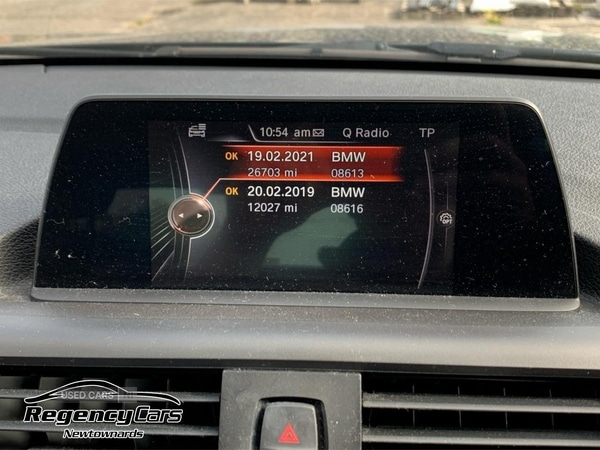 10:54 am Q Radio TP
OK 19.02.2021 BMW
26703 mi 08613
OK 20.02.2019 BMW
12027 mi 08616
OPT
USED CARS
Regency Cars
Newtownards